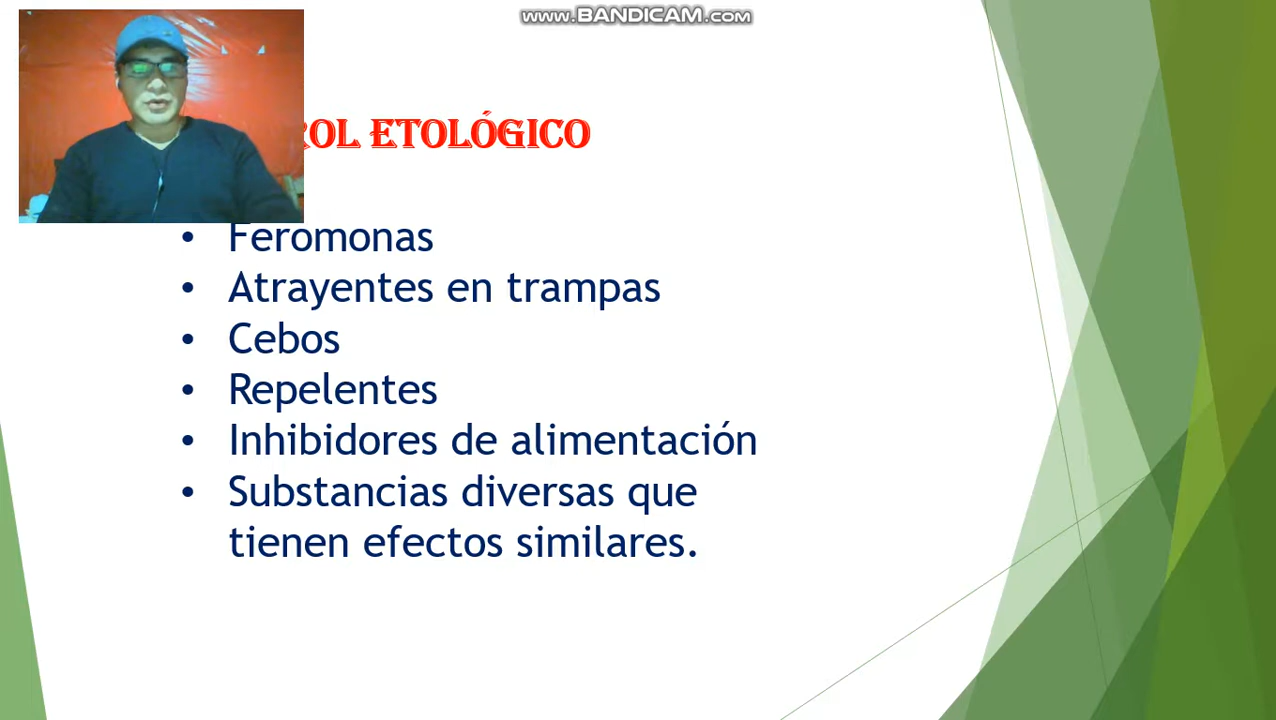 www.BANDICAM.com
ROL ETOLÓGICO
• Feromonas
• Atrayentes en trampas
• Cebos
• Repelentes
• Inhibidores de alimentación
• Substancias diversas que
tienen efectos similares.